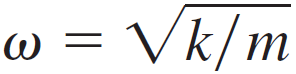 ω = √k/m